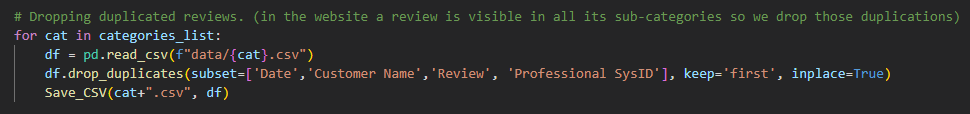 # Dropping duplicated reviews. (in the website a review is visible in all its sub-categories so we drop those duplications)
for cat in categories_list:
    df = pd.read_csv(f"data/{cat}.csv")
    df.drop_duplicates(subset=['Date','Customer Name','Review', 'Professional SysID'], keep='first', inplace=True)
    Save_CSV(cat+".csv", df)